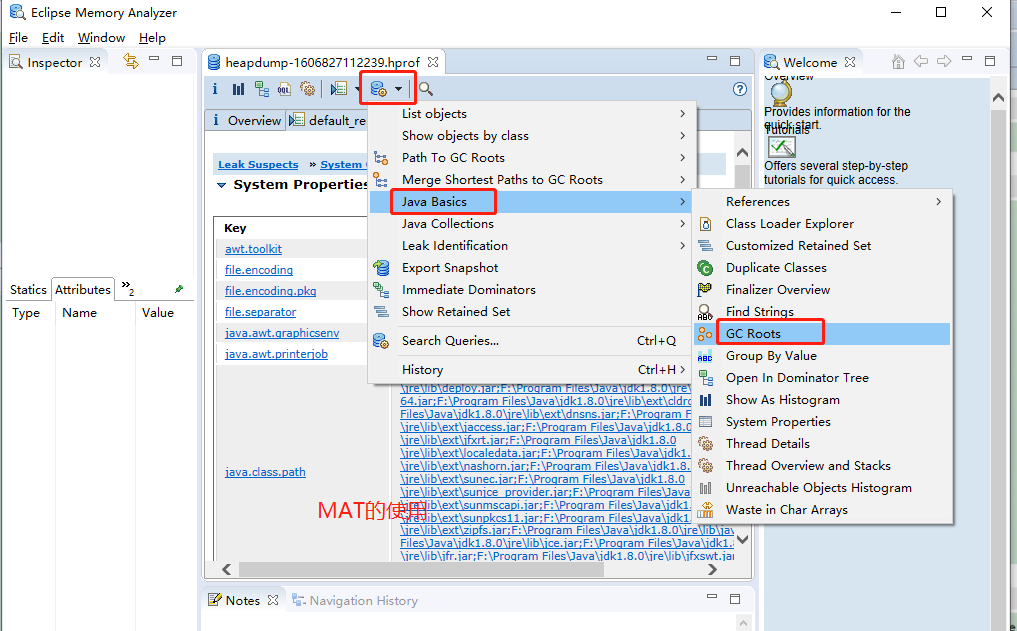 Eclipse Memory Analyzer
File Edit Window Help
Inspector
heapdump-1606827112239.hprof
Welcome
i
OQL
?
i Overview
default_re
Overview
Provides information for the
quick start.
Tutorials
Offers several step-by-step
tutorials for quick access.
Leak Suspects » System
System Properties
Key
awt.toolkit
file.encoding
file.encoding.pkg
file.separator
java.awt.graphicsenv
java.awt.printerjob
java.class.path
Statics Attributes »2
Type Name Value
List objects
Show objects by class
Path To GC Roots
Merge Shortest Paths to GC Roots
Java Basics
Java Collections
Leak Identification
Export Snapshot
Immediate Dominators
Show Retained Set
Search Queries... Ctrl+Q
History Ctrl+H
References
Class Loader Explorer
Customized Retained Set
Duplicate Classes
Finalizer Overview
Find Strings
GC Roots
Group By Value
Open In Dominator Tree
Show As Histogram
System Properties
Thread Details
Thread Overview and Stacks
Unreachable Objects Histogram
Waste in Char Arrays
\jre\lib\deploy.jar;F:\Program Files\Java\jdk1.8.0\jre\lib\ext
64.jar;F:\Program Files\Java\jdk1.8.0\jre\lib\ext\cldrd
Files\Java\jdk1.8.0\jre\lib\ext\dnsns.jar;F:\Program
\jre\lib\ext\jaccess.jar;F:\Program Files\Java\jdk1.8.
\jre\lib\ext\jfxrt.jar;F:\Program Files\Java\jdk1.8.0
\jre\lib\ext\localedata.jar;F:\Program Files\Java\jdk1
\jre\lib\ext\nashorn.jar;F:\Program Files\Java\jdk1.8.
\jre\lib\ext\sunec.jar;F:\Program Files\Java\jdk1.8.0
\jre\lib\ext\sunjce_provider.jar;F:\Program Files\Java
\jre\lib\ext\sunmscapi.jar;F:\Program Files\Java\jdk1
\jre\lib\ext\sunpkcs11.jar;F:\Program Files\Java\jdk1
\jre\lib\ext\zipfs.jar;F:\Program Files\Java\jdk1.8.0\jre\lib\jav
Files\Java\jdk1.8.0\jre\lib\jce.jar;F:\Program Files\Java\jdk1.
\jre\lib\jfr.jar;F:\Program Files\Java\jdk1.8.0\jre\lib\jfxswt.jar
MAT的使用
Notes
Navigation History